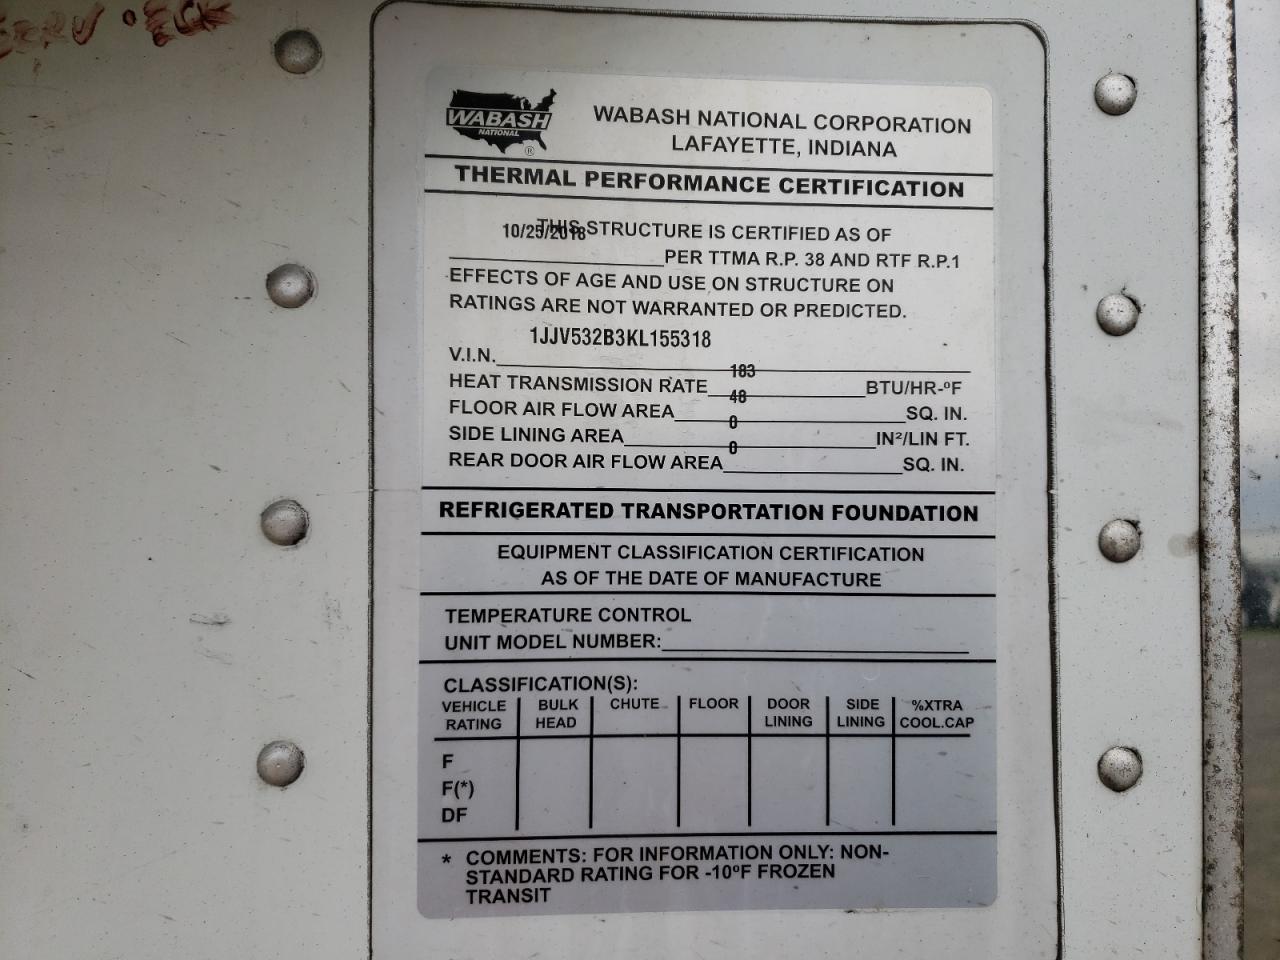 WABASH
NATIONAL
®
WABASH NATIONAL CORPORATION
LAFAYETTE, INDIANA
THERMAL PERFORMANCE CERTIFICATION
THIS STRUCTURE IS CERTIFIED AS OF
10/25/2018
PER TTMA R.P. 38 AND RTF R.P.1
EFFECTS OF AGE AND USE ON STRUCTURE ON
RATINGS ARE NOT WARRANTED OR PREDICTED.
1JJV532B3KL155318
V.I.N.
183
HEAT TRANSMISSION RATE BTU/HR-ºF
48
FLOOR AIR FLOW AREA SQ. IN.
0
SIDE LINING AREA IN²/LIN FT.
0
REAR DOOR AIR FLOW AREA SQ. IN.
REFRIGERATED TRANSPORTATION FOUNDATION
EQUIPMENT CLASSIFICATION CERTIFICATION
AS OF THE DATE OF MANUFACTURE
TEMPERATURE CONTROL
UNIT MODEL NUMBER:
CLASSIFICATION(S):
VEHICLE BULK CHUTE FLOOR DOOR SIDE %XTRA
RATING HEAD LINING LINING COOL.CAP
F
F(*)
DF
* COMMENTS: FOR INFORMATION ONLY: NON-
STANDARD RATING FOR -10ºF FROZEN
TRANSIT